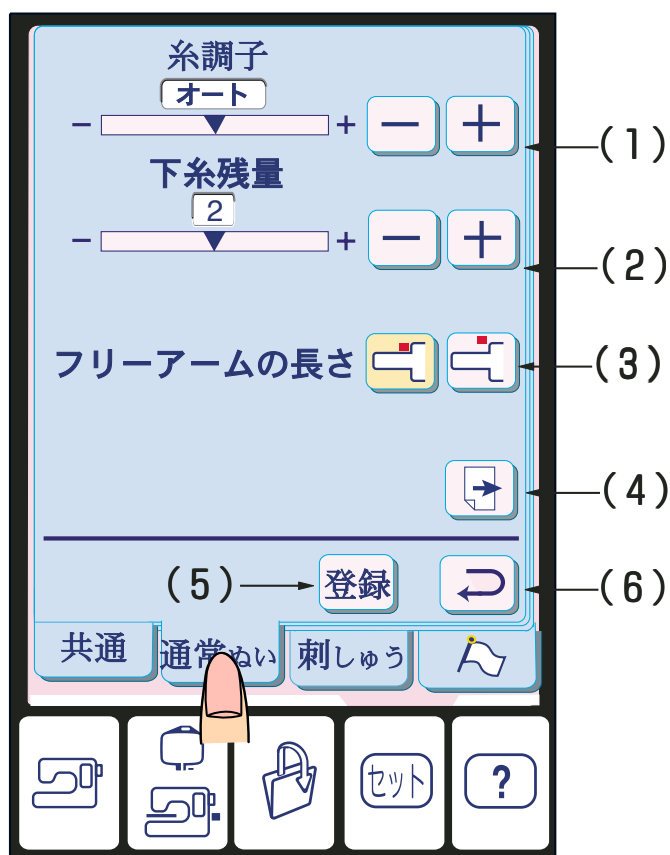 糸調子
オート
− +
− +
(1)
下糸残量
2
− +
− +
(2)
フリーアームの長さ
(3)
(4)
(5)
登録
(6)
共通
通常ぬい
刺しゅう
セット
?